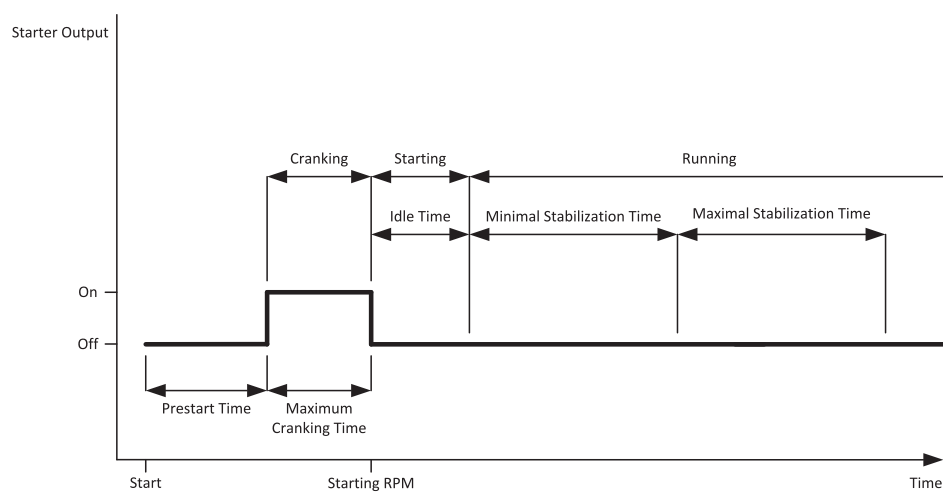 Starter Output
Cranking
Starting
Running
Idle Time
Minimal Stabilization Time
Maximal Stabilization Time
On
Off
Prestart Time
Maximum
Cranking Time
Start
Starting RPM
Time